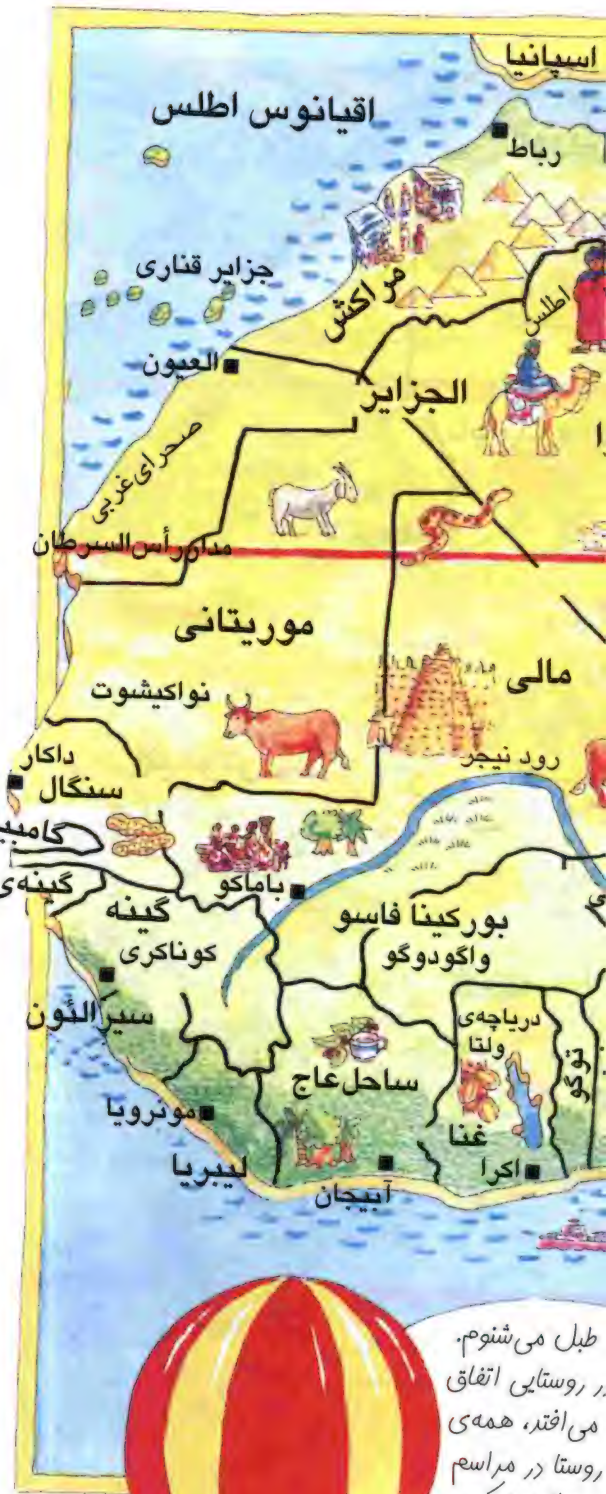 اسپانیا
اقیانوس اطلس
رباط
جزایر قناری
مراکش
اطلس
العیون
الجزایر
صحرای غربی
مدار رأس السرطان
موریتانی
مالی
نواکیشوت
رود نیجر
داکار
سنگال
باماکو
گینه‌ی
گینه
بورکینا فاسو
کوناکری
واگودوگو
سیرالئون
دریاچه‌ی
ولتا
توگو
ساحل عاج
غنا
مونرویا
لیبریا
اکرا
آبیجان
طبل می‌شنوم.
روستایی اتفاق
می‌افتد، همه‌ی
روستا در مراسم